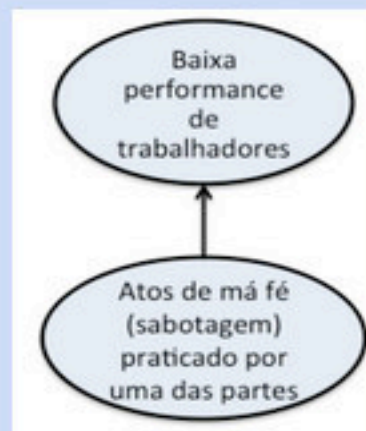 Baixa
performance
de
trabalhadores
Atos de má fé
(sabotagem)
praticado por
uma das partes